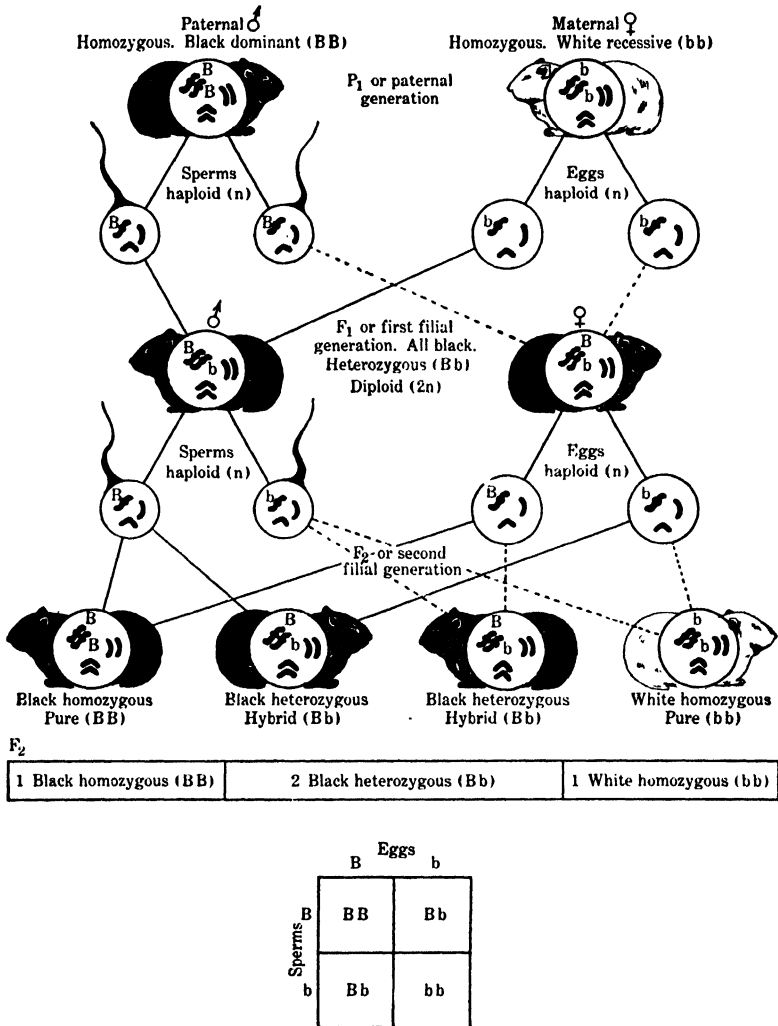 Paternal ♂
Homozygous. Black dominant (BB)
Maternal ♀
Homozygous. White recessive (bb)
B
B
b
b
P1 or paternal
generation
Sperms
haploid (n)
Eggs
haploid (n)
B
B
b
b
♂
♀
F1 or first filial
generation. All black.
Heterozygous (Bb)
Diploid (2n)
B
b
B
b
Sperms
haploid (n)
Eggs
haploid (n)
B
b
B
b
F2 or second
filial generation
B
B
B
b
B
b
b
b
Black homozygous
Pure (BB)
Black heterozygous
Hybrid (Bb)
Black heterozygous
Hybrid (Bb)
White homozygous
Pure (bb)
F2
1 Black homozygous (BB) 2 Black heterozygous (Bb) 1 White homozygous (bb)
Eggs
B b
Sperms
B BB Bb
b Bb bb